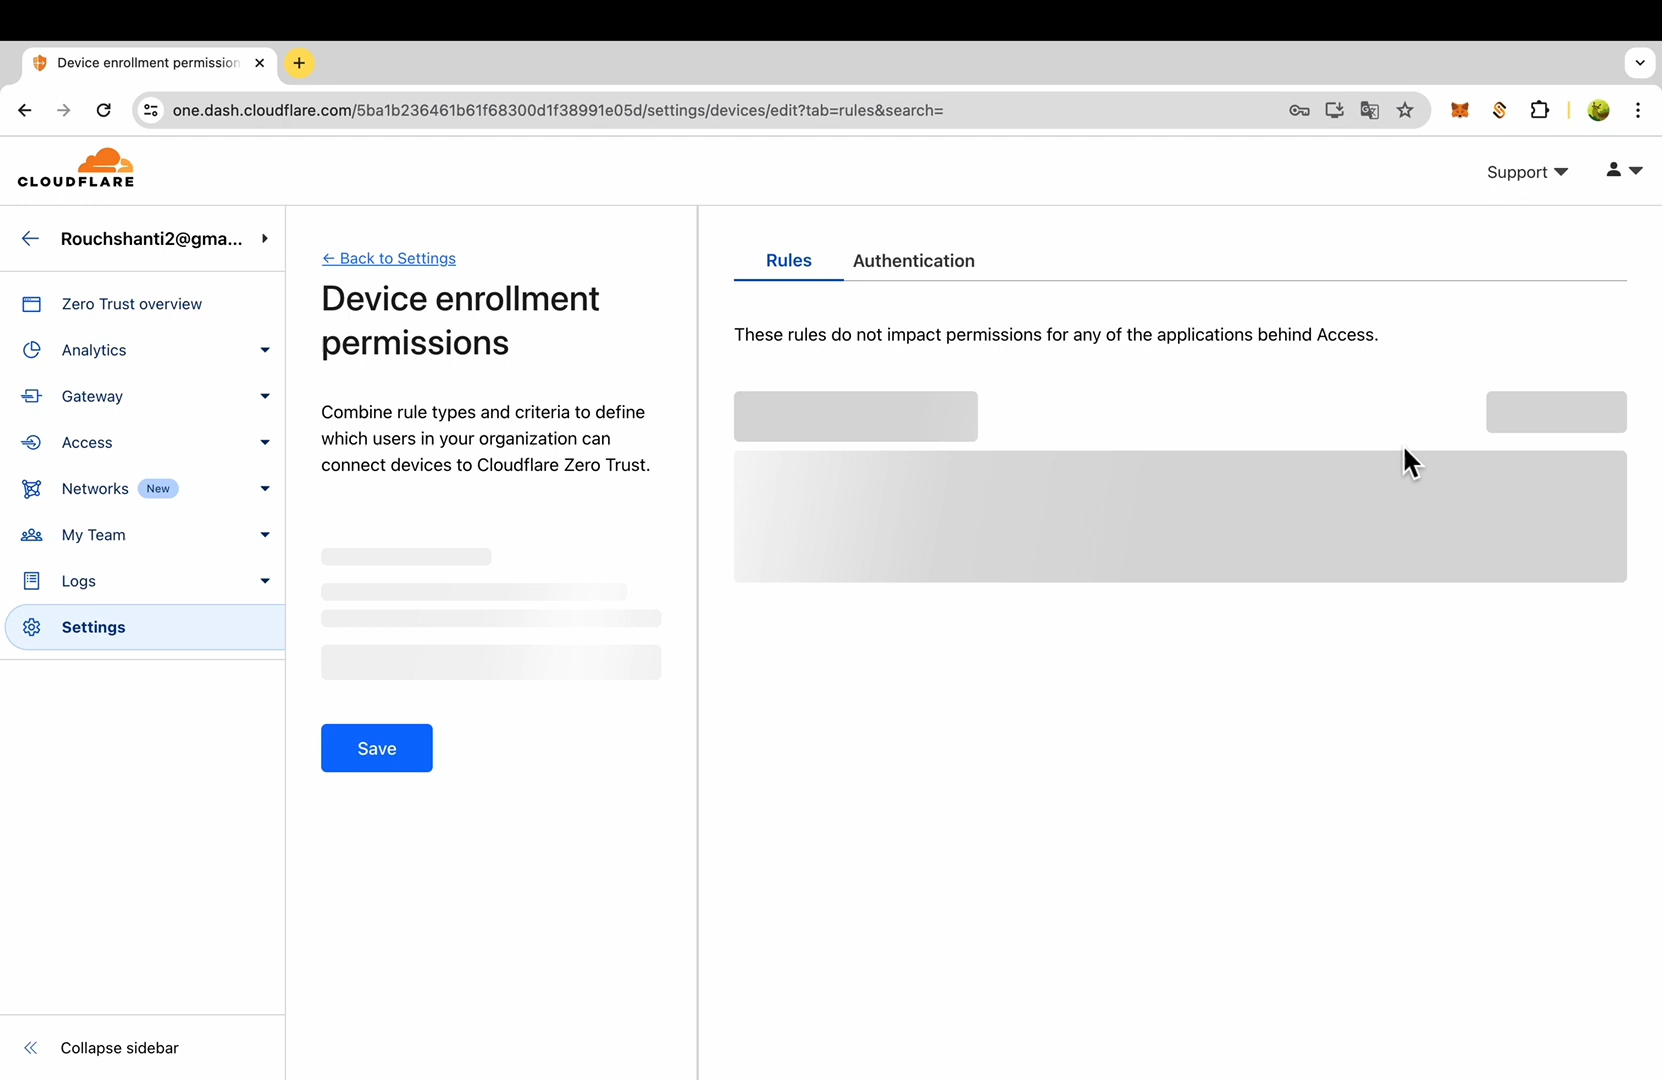 Device enrollment permission
one.dash.cloudflare.com/5ba1b236461b61f68300d1f38991e05d/settings/devices/edit?tab=rules&search=
CLOUDFLARE
Support
Rouchshanti2@gma...
Zero Trust overview
Analytics
Gateway
Access
Networks New
My Team
Logs
Settings
Collapse sidebar
← Back to Settings
Device enrollment
permissions
Combine rule types and criteria to define
which users in your organization can
connect devices to Cloudflare Zero Trust.
Save
Rules Authentication
These rules do not impact permissions for any of the applications behind Access.